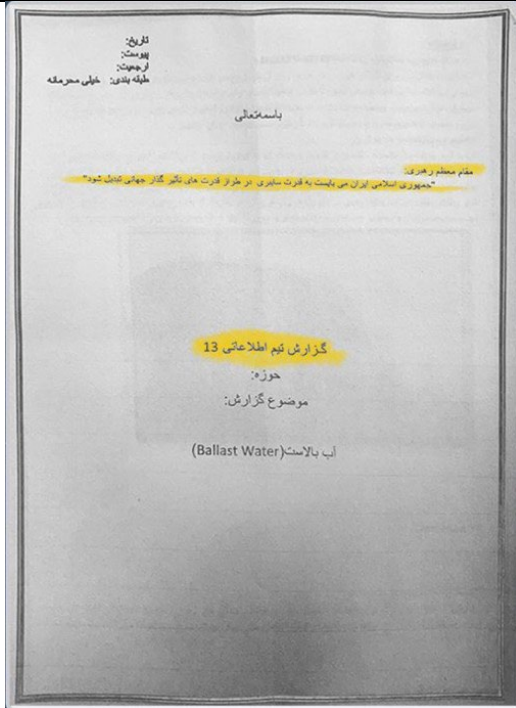 تاریخ:
پیوست:
ارجعیت:
طبقه بندی: خیلی محرمانه
باسمه‌تعالی
مقام معظم رهبری:
"جمهوری اسلامی ایران می بایست به قدرت سایبری در طراز قدرت های تاثیر گذار جهانی تبدیل شود"
گزارش تیم اطلاعاتی 13
حوزه:
موضوع گزارش:
آب بالاست(Ballast Water)